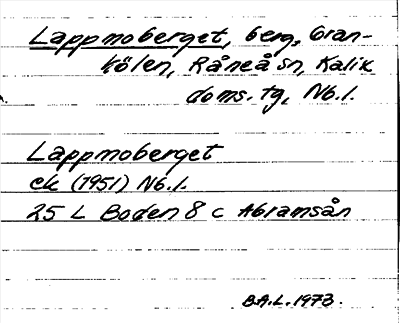 Lappmoberget, berg, Gran-
kölen, Råneå sn, Kalix
doms. tg, Nb. l.
Lappmoberget
ek (1951) Nb. l.
25 L Boden 8 c Abramsån
B.A.L. 1973.